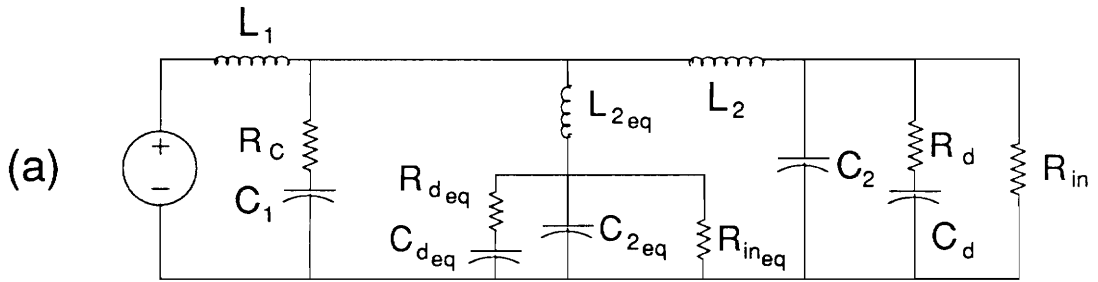 (a)
+
−
L1
RC
C1
L2eq
Rdeq
Cdeq
C2eq
Rineq
L2
C2
Rd
Cd
Rin